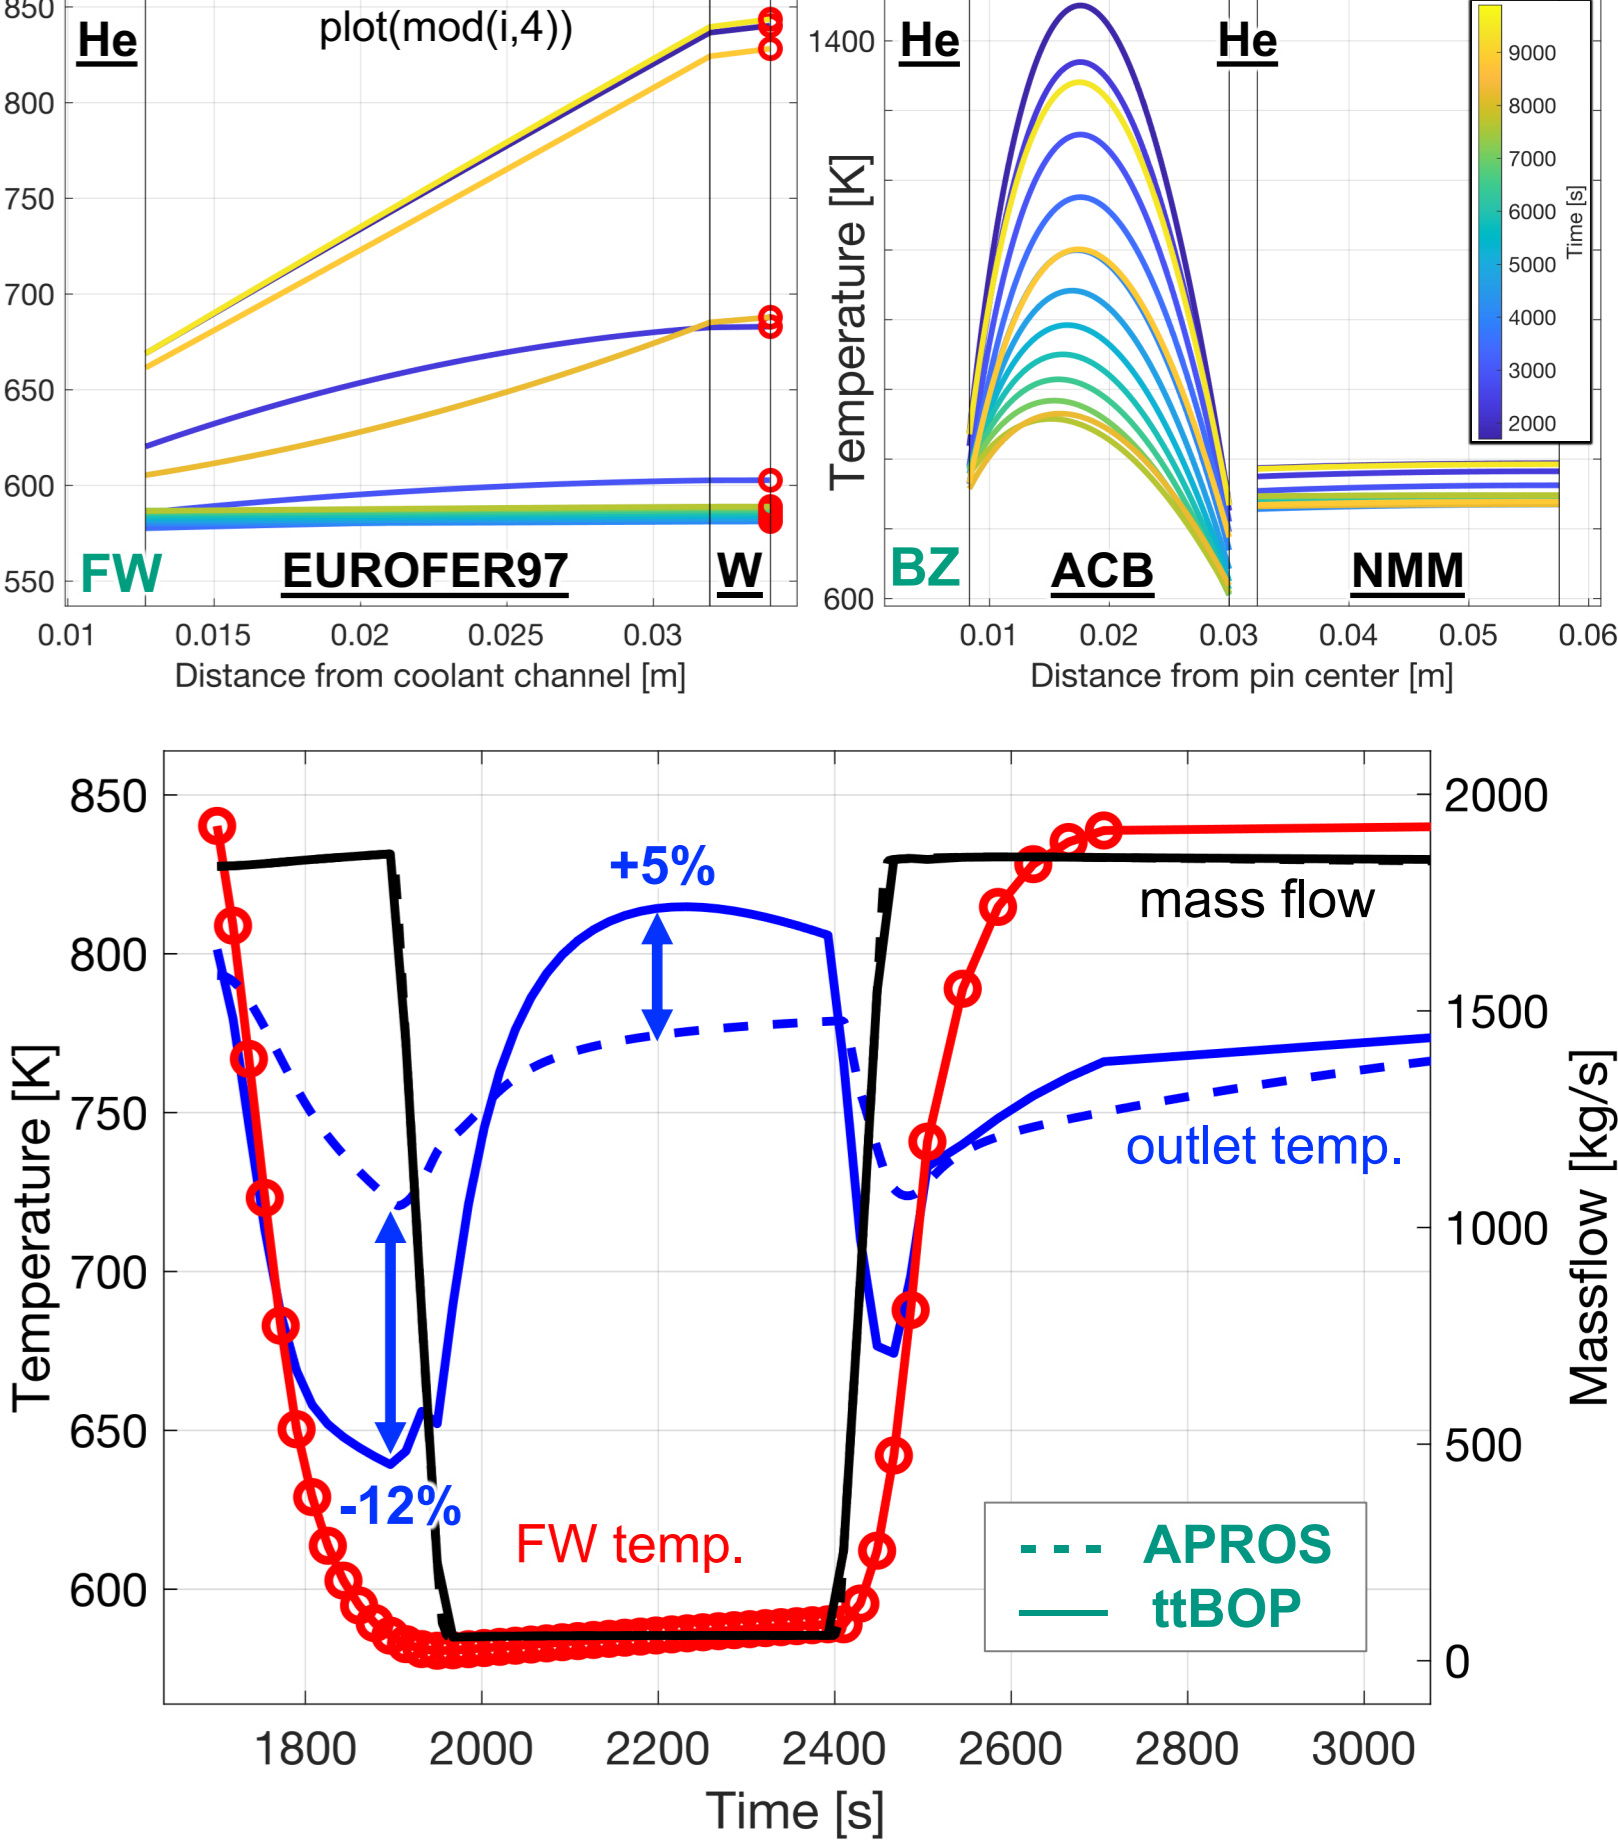 850
800
750
700
650
600
550
He
plot(mod(i,4))
FW
EUROFER97
W
0.01 0.015 0.02 0.025 0.03
Distance from coolant channel [m]
Temperature [K]
1400
600
He
He
BZ
ACB
NMM
0.01 0.02 0.03 0.04 0.05 0.06
Distance from pin center [m]
9000
8000
7000
6000
5000
4000
3000
2000
Time [s]
Temperature [K]
850
800
750
700
650
600
+5%
-12%
FW temp.
mass flow
outlet temp.
APROS
ttBOP
2000
1500
1000
500
0
Massflow [kg/s]
1800 2000 2200 2400 2600 2800 3000
Time [s]